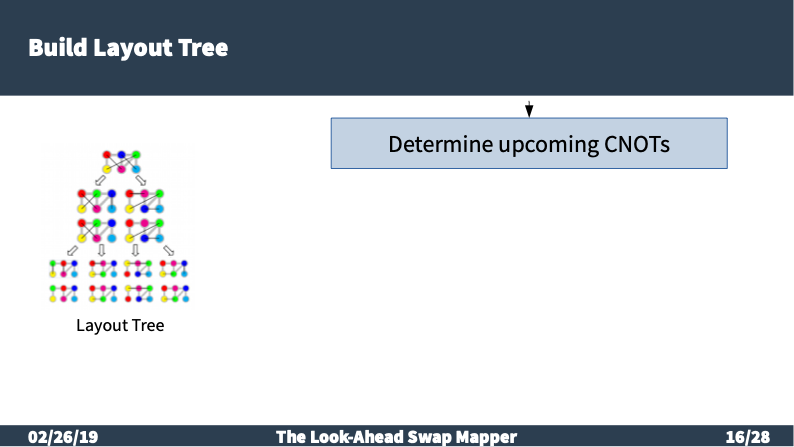 Build Layout Tree
Determine upcoming CNOTs
Layout Tree
02/26/19 The Look-Ahead Swap Mapper 16/28